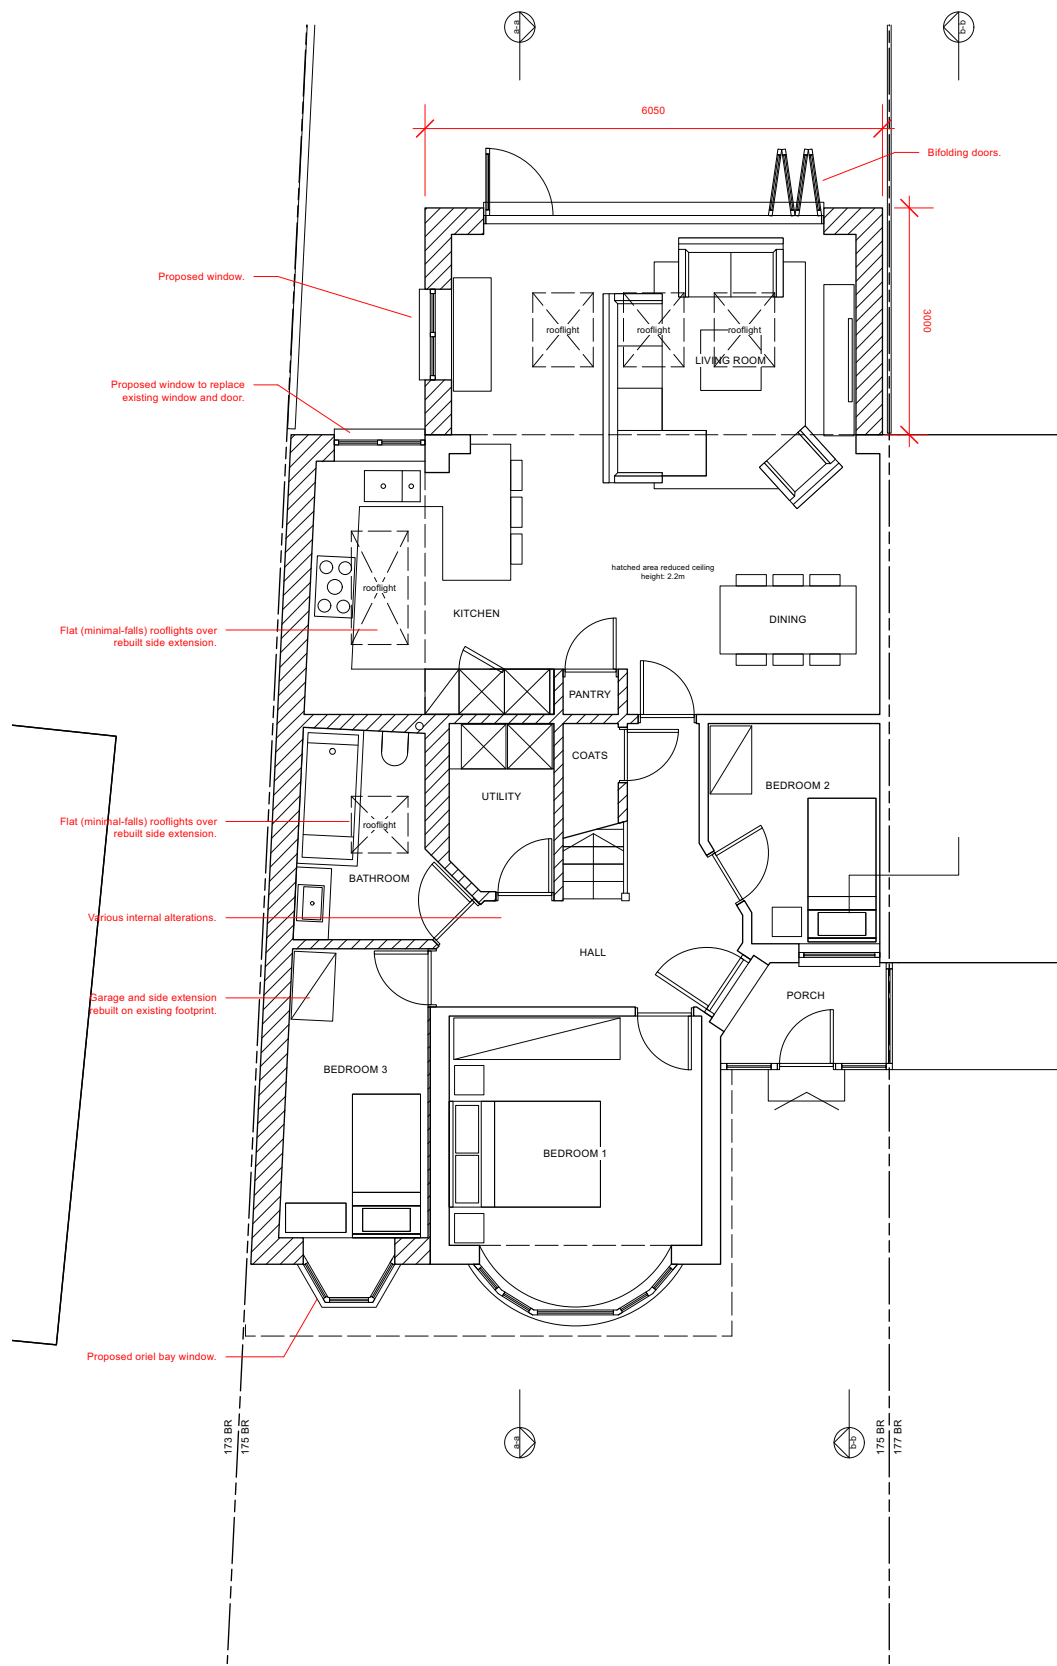 a-a
b-b
6050
Bifolding doors.
Proposed window.
3000
rooflight
rooflight
rooflight
LIVING ROOM
Proposed window to replace
existing window and door.
hatched area reduced ceiling
height: 2.2m
rooflight
KITCHEN
DINING
Flat (minimal-falls) rooflights over
rebuilt side extension.
PANTRY
COATS
BEDROOM 2
UTILITY
Flat (minimal-falls) rooflights over
rebuilt side extension.
rooflight
BATHROOM
Various internal alterations.
HALL
Garage and side extension
rebuilt on existing footprint.
PORCH
BEDROOM 3
BEDROOM 1
Proposed oriel bay window.
173 BR
175 BR
a-a
b-b
175 BR
177 BR